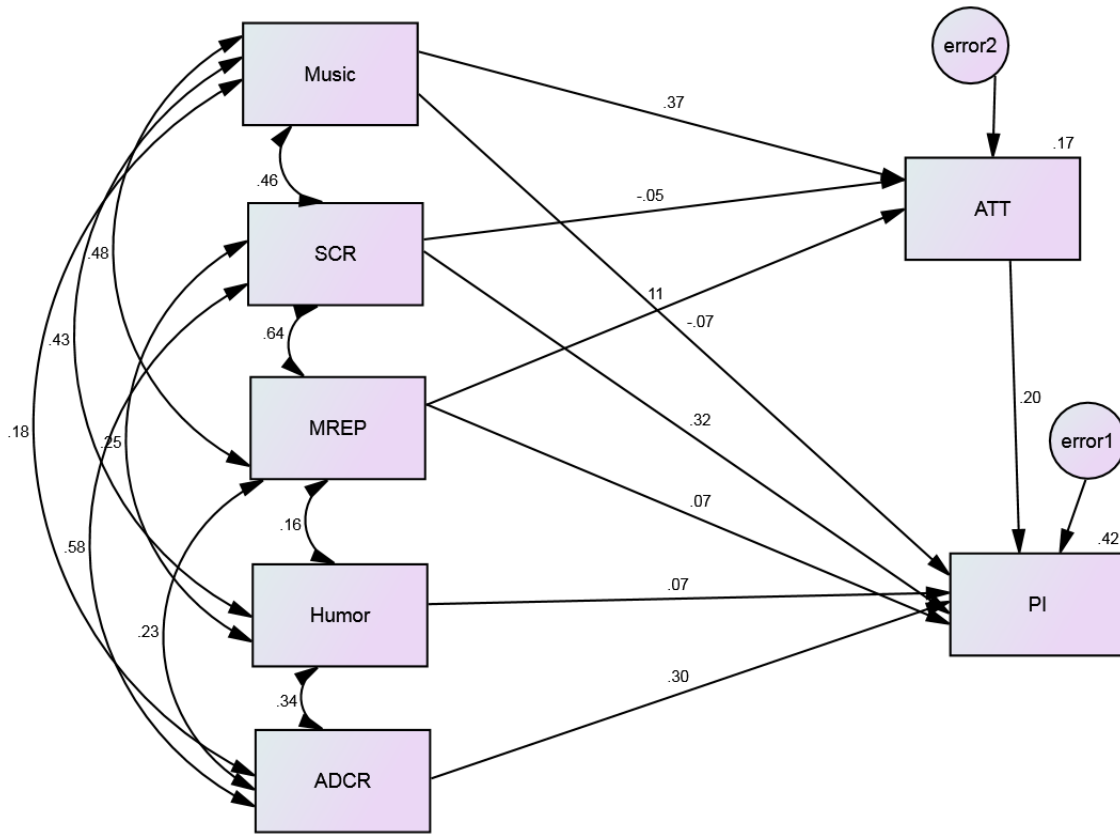 error2
Music
.37
.17
.46
-.05
ATT
SCR
.48
11
-.07
.64
.43
.20
.32
MREP
.18
.25
error1
.07
.16
.42
.58
.07
PI
Humor
.23
.30
.34
ADCR